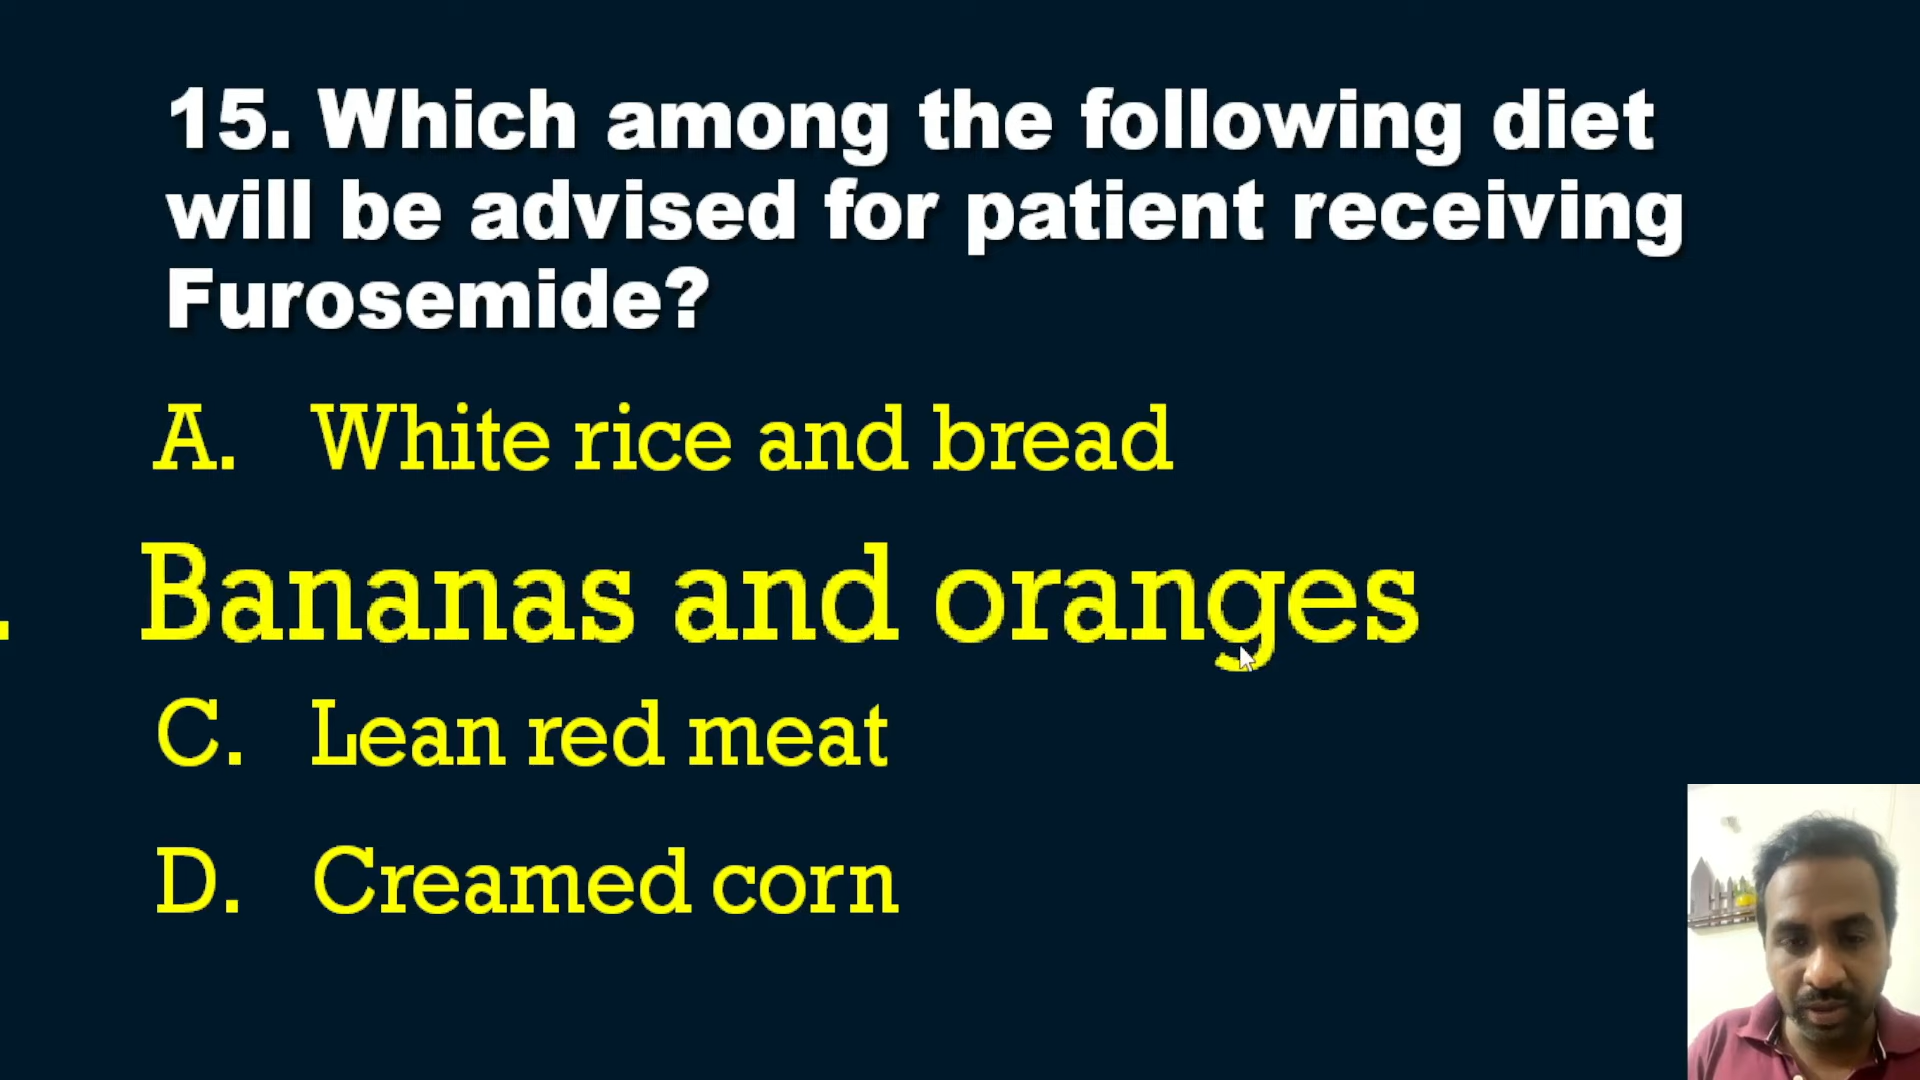 15. Which among the following diet
will be advised for patient receiving
Furosemide?
A. White rice and bread
. Bananas and oranges
C. Lean red meat
D. Creamed corn